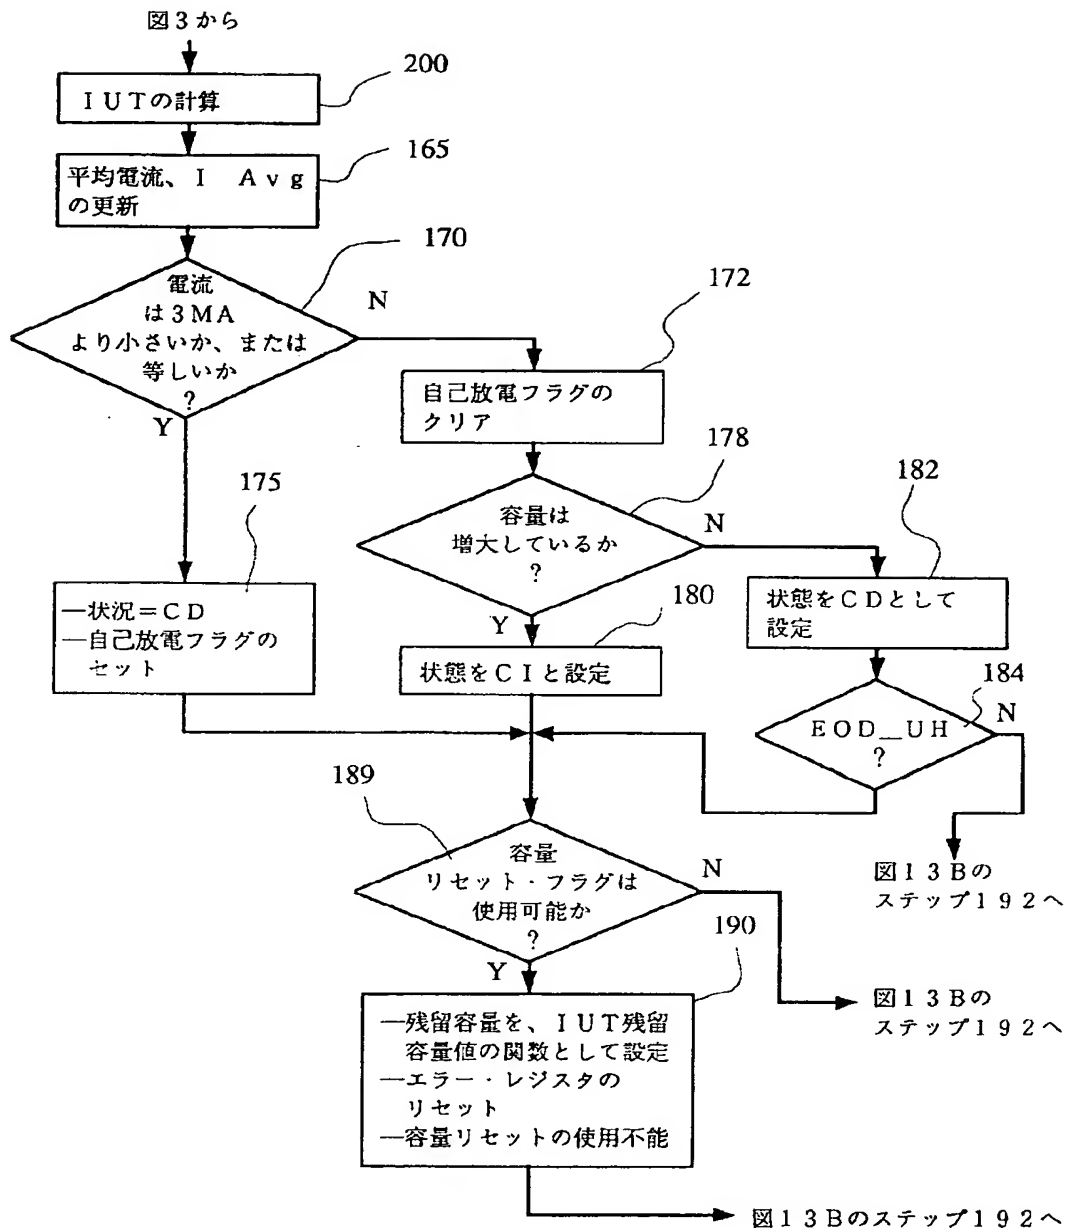 図３から
200
ＩＵＴの計算
165
平均電流、Ｉ　Ａｖｇ
の更新
170
電流
は３ＭＡ
より小さいか、または
等しいか
？
N
Y
172
自己放電フラグの
クリア
175
―状況＝ＣＤ
―自己放電フラグの
セット
178
容量は
増大しているか
？
N
Y
180
状態をＣＩと設定
182
状態をＣＤとして
設定
184
ＥＯＤ＿ＵＨ
？
N
図１３Ｂの
ステップ１９２へ
189
容量
リセット・フラグは
使用可能か
？
N
Y
図１３Ｂの
ステップ１９２へ
190
―残留容量を、ＩＵＴ残留
容量値の関数として設定
―エラー・レジスタの
リセット
―容量リセットの使用不能
図１３Ｂのステップ１９２へ